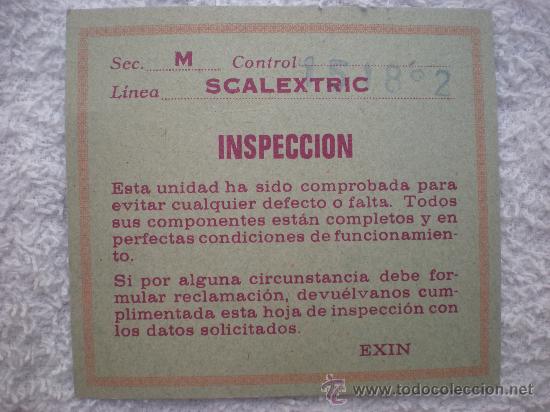 Sec. M Control 1518º2
Línea SCALEXTRIC
INSPECCION
Esta unidad ha sido comprobada para
evitar cualquier defecto o falta. Todos
sus componentes están completos y en
perfectas condiciones de funcionamien-
to.
Si por alguna circunstancia debe for-
mular reclamación, devuélvanos cum-
plimentada esta hoja de inspección con
los datos solicitados.
EXIN
www.todocoleccion.net